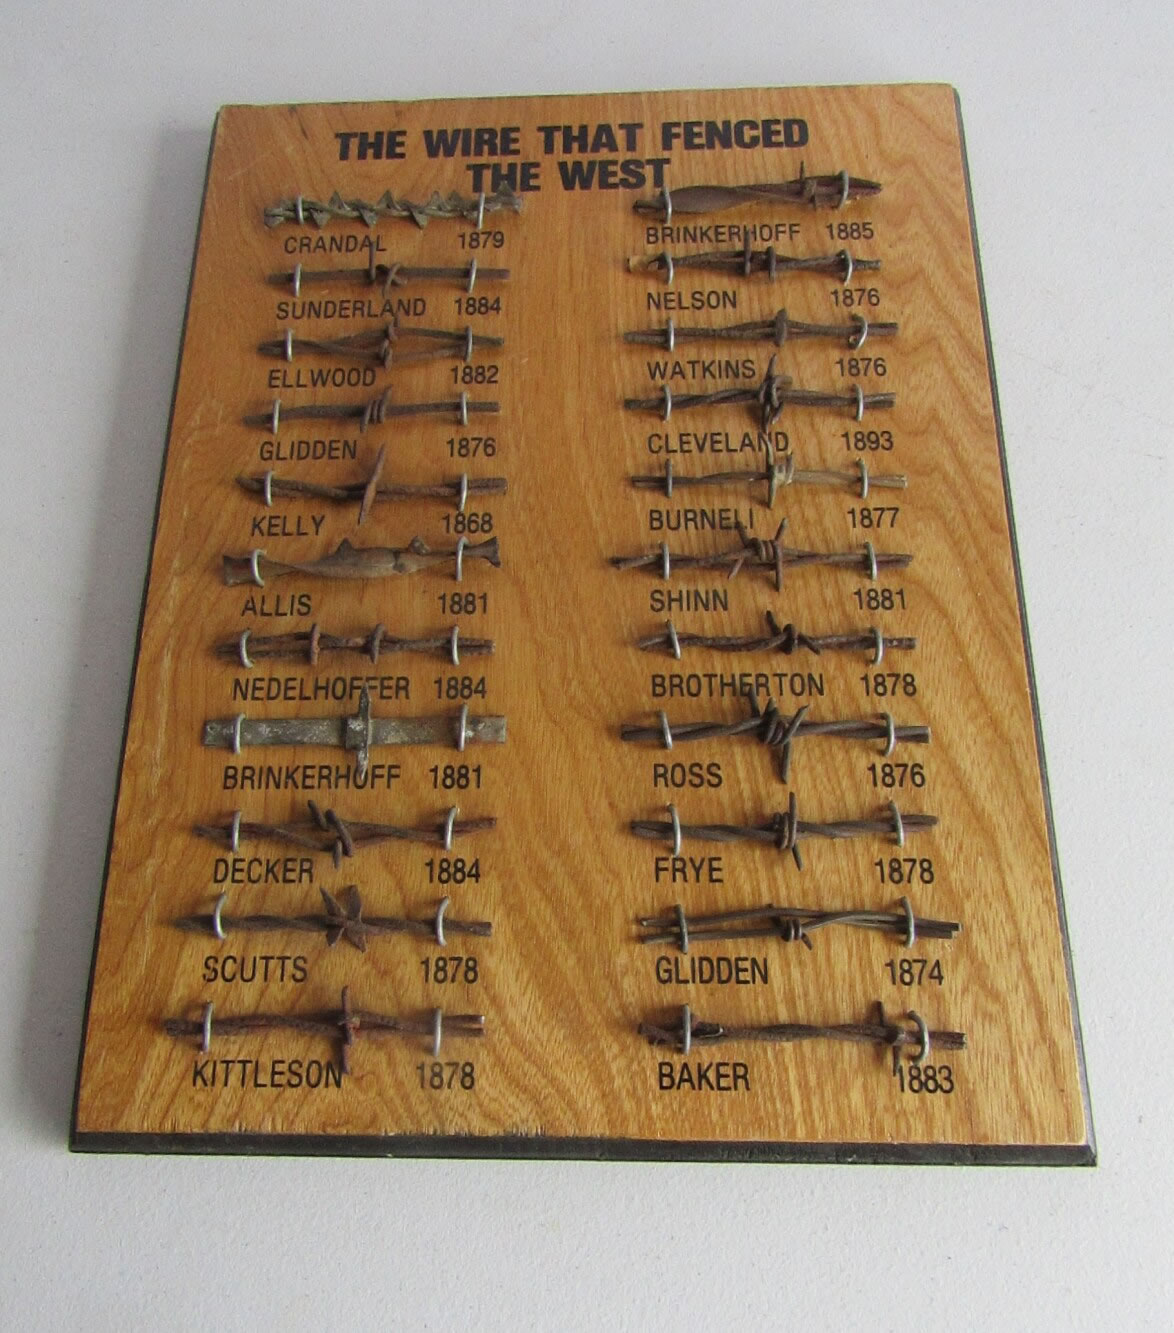 THE WIRE THAT FENCED
THE WEST
CRANDAL 1879
SUNDERLAND 1884
ELLWOOD 1882
GLIDDEN 1876
KELLY 1868
ALLIS 1881
NEDELHOFFER 1884
BRINKERHOFF 1881
DECKER 1884
SCUTTS 1878
KITTLESON 1878
BRINKERHOFF 1885
NELSON 1876
WATKINS 1876
CLEVELAND 1893
BURNELL 1877
SHINN 1881
BROTHERTON 1878
ROSS 1876
FRYE 1878
GLIDDEN 1874
BAKER 1883